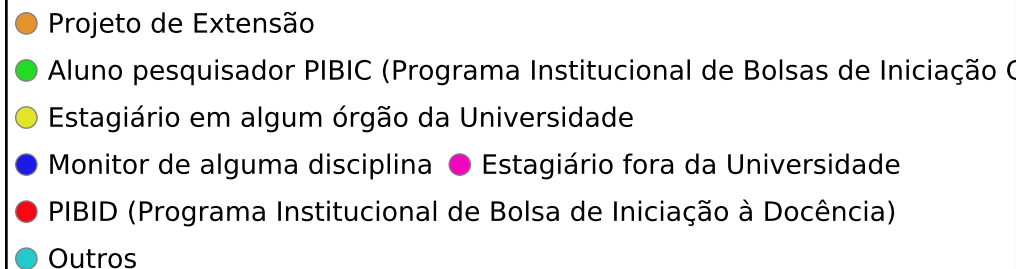 Projeto de Extensão
Aluno pesquisador PIBIC (Programa Institucional de Bolsas de Iniciação
Estagiário em algum órgão da Universidade
Monitor de alguma disciplina Estagiário fora da Universidade
PIBID (Programa Institucional de Bolsa de Iniciação à Docência)
Outros